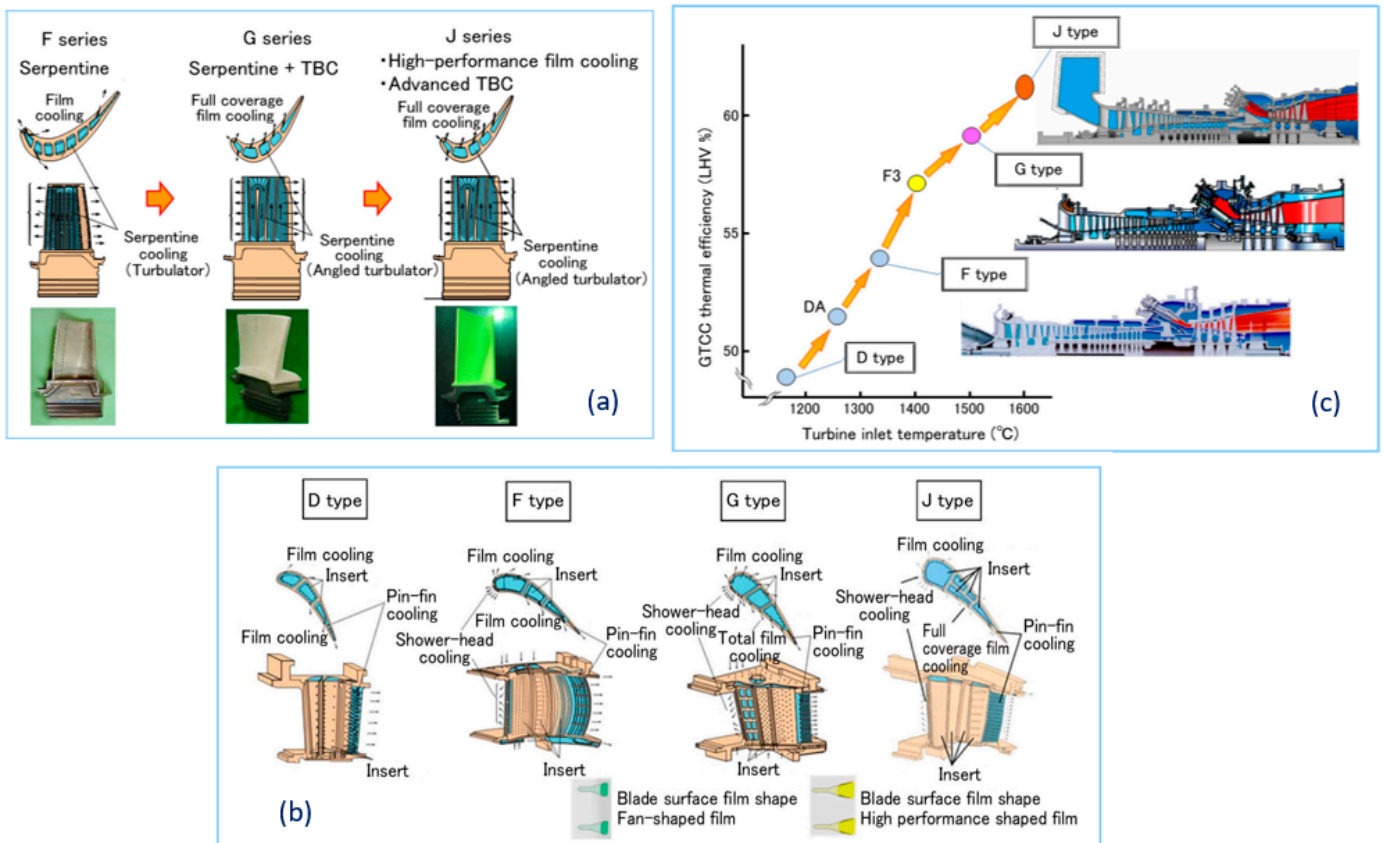 F series
Serpentine
Film
cooling
Serpentine
cooling
(Turbulator)
G series
Serpentine + TBC
Full coverage
film cooling
Serpentine
cooling
(Angled turbulator)
J series
・High-performance film cooling
・Advanced TBC
Full coverage
film cooling
Serpentine
cooling
(Angled turbulator)
(a)
GTCC thermal efficiency (LHV %)
60
55
50
J type
G type
F3
F type
DA
D type
1200 1300 1400 1500 1600
Turbine inlet temperature (℃)
(c)
D type
Film cooling
Insert
Pin-fin
cooling
Film cooling
Insert
F type
Film cooling
Insert
Film cooling
Shower-head
cooling
Pin-fin
cooling
Insert
G type
Film cooling
Insert
Shower-head
cooling
Total film
cooling
Pin-fin
cooling
Insert
J type
Film cooling
Insert
Shower-head
cooling
Full
coverage film
cooling
Pin-fin
cooling
Insert
(b)
Blade surface film shape
Fan-shaped film
Blade surface film shape
High performance shaped film